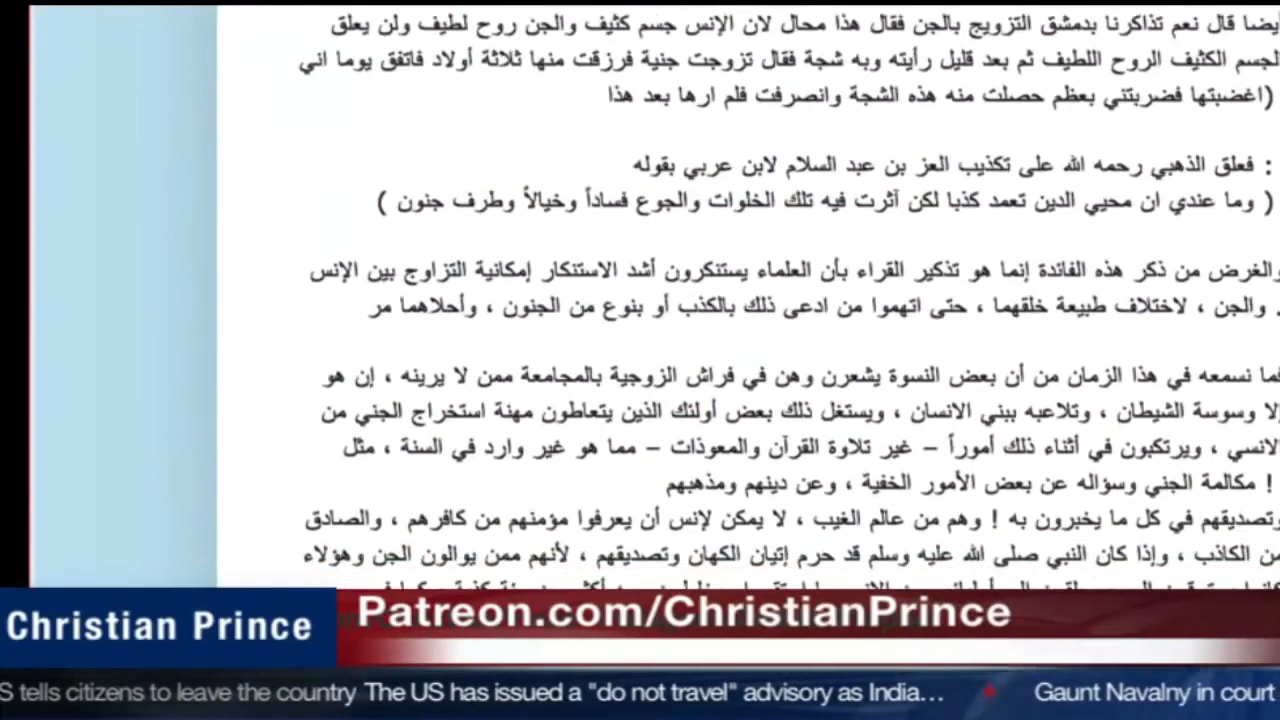 أيضا قال نعم تذاكرنا بدمشق التزويج بالجن فقال هذا محال لان الإنس جسم كثيف والجن روح لطيف ولن يعلق
لجسم الكثيف الروح اللطيف ثم بعد قليل رأيته وبه شجة فقال تزوجت جنية فرزقت منها ثلاثة أولاد فاتفق يوما اني
(اغضبتها فضربتني بعظم حصلت منه هذه الشجة وانصرفت فلم ارها بعد هذا
: فعلق الذهبي رحمه الله على تكذيب العز بن عبد السلام لابن عربي بقوله
( وما عندي ان محيي الدين تعمد كذبا لكن آثرت فيه تلك الخلوات والجوع فساداً وخيالاً وطرف جنون )
والغرض من ذكر هذه الفائدة إنما هو تذكير القراء بأن العلماء يستنكرون أشد الاستنكار إمكانية التزاوج بين الإنس
. والجن ، لاختلاف طبيعة خلقهما ، حتى اتهموا من ادعى ذلك بالكذب أو بنوع من الجنون ، وأحلاهما مر
فما نسمعه في هذا الزمان من أن بعض النسوة يشعرن وهن في فراش الزوجية بالمجامعة ممن لا يرينه ، إن هو
إلا وسوسة الشيطان ، وتلاعبه ببني الانسان ، ويستغل ذلك بعض أولئك الذين يتعاطون مهنة استخراج الجني من
الانسي ، ويرتكبون في أثناء ذلك أموراً – غير تلاوة القرآن والمعوذات – مما هو غير وارد في السنة ، مثل
! مكالمة الجني وسؤاله عن بعض الأمور الخفية ، وعن دينهم ومذهبهم
وتصديقهم في كل ما يخبرون به ! وهم من عالم الغيب ، لا يمكن لإنس أن يعرفوا مؤمنهم من كافرهم ، والصادق
من الكاذب ، وإذا كان النبي صلى الله عليه وسلم قد حرم إتيان الكهان وتصديقهم ، لأنهم ممن يوالون الجن وهؤلاء
Christian Prince
Patreon.com/ChristianPrince
S tells citizens to leave the country The US has issued a "do not travel" advisory as India... Gaunt Navalny in court